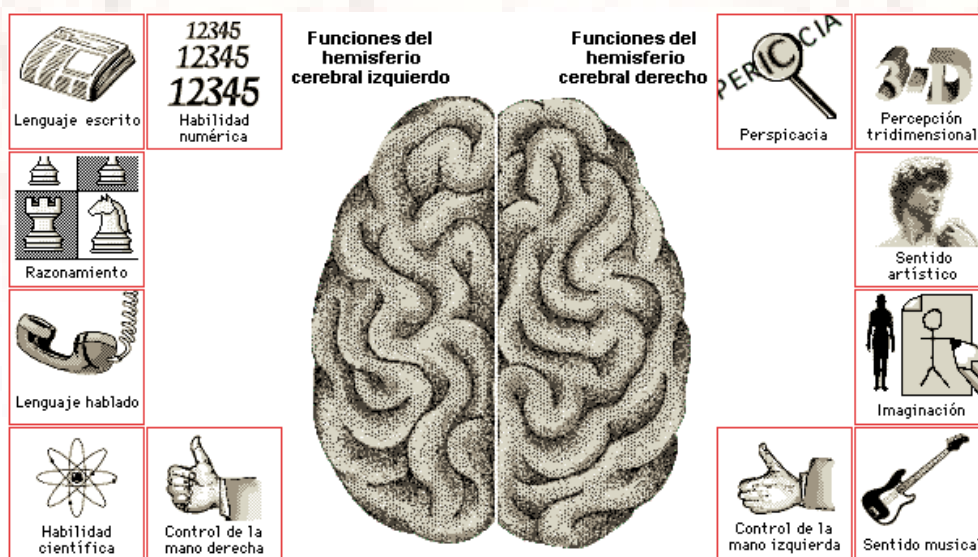 Funciones del
hemisferio
cerebral izquierdo
Funciones del
hemisferio
cerebral derecho
Lenguaje escrito
12345
12345
12345
Habilidad
numérica
PERICICIA
Perspicacia
3-D
Percepción
tridimensional
Razonamiento
Sentido
artístico
Lenguaje hablado
Imaginación
Habilidad
científica
Control de la
mano derecha
Control de la
mano izquierda
Sentido musica